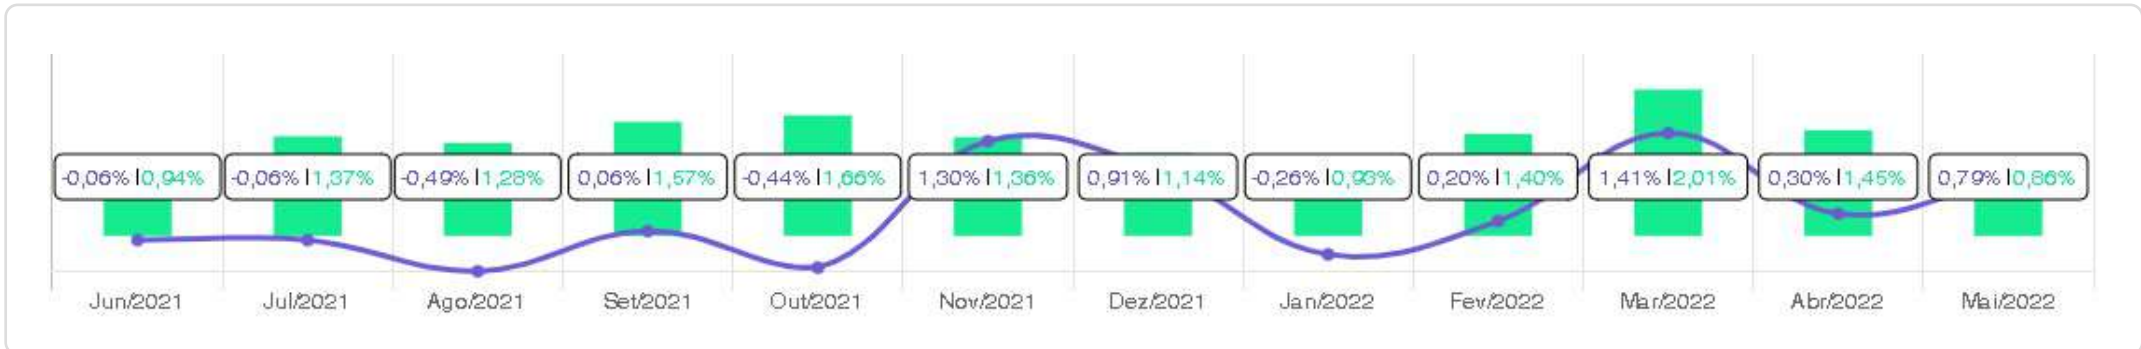 -0,06% | 0,94% -0,06% | 1,37% -0,49% | 1,28% 0,06% | 1,57% -0,44% | 1,66% 1,30% | 1,36% 0,91% | 1,14% -0,26% | 0,93% 0,20% | 1,40% 1,41% | 2,01% 0,30% | 1,45% 0,79% | 0,86%
Jun/2021 Jul/2021 Ago/2021 Set/2021 Out/2021 Nov/2021 Dez/2021 Jan/2022 Fev/2022 Mar/2022 Abr/2022 Mai/2022